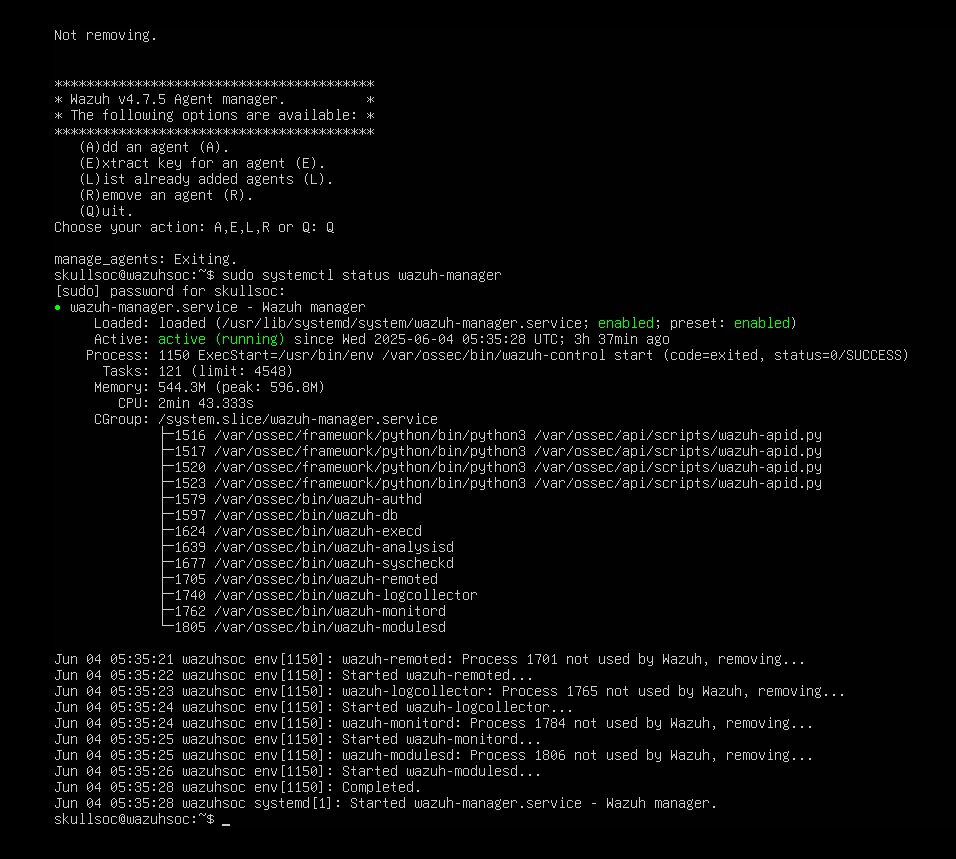 Not removing.
****************************************
* Wazuh v4.7.5 Agent manager.          *
* The following options are available: *
****************************************
   (A)dd an agent (A).
   (E)xtract key for an agent (E).
   (L)ist already added agents (L).
   (R)emove an agent (R).
   (Q)uit.
Choose your action: A,E,L,R or Q: Q
manage_agents: Exiting.
skullsoc@wazuhsoc:~$ sudo systemctl status wazuh-manager
[sudo] password for skullsoc:
● wazuh-manager.service - Wazuh manager
     Loaded: loaded (/usr/lib/systemd/system/wazuh-manager.service; enabled; preset: enabled)
     Active: active (running) since Wed 2025-06-04 05:35:28 UTC; 3h 37min ago
    Process: 1150 ExecStart=/usr/bin/env /var/ossec/bin/wazuh-control start (code=exited, status=0/SUCCESS)
      Tasks: 121 (limit: 4548)
     Memory: 544.3M (peak: 596.8M)
        CPU: 2min 43.333s
     CGroup: /system.slice/wazuh-manager.service
             ├─1516 /var/ossec/framework/python/bin/python3 /var/ossec/api/scripts/wazuh-apid.py
             ├─1517 /var/ossec/framework/python/bin/python3 /var/ossec/api/scripts/wazuh-apid.py
             ├─1520 /var/ossec/framework/python/bin/python3 /var/ossec/api/scripts/wazuh-apid.py
             ├─1523 /var/ossec/framework/python/bin/python3 /var/ossec/api/scripts/wazuh-apid.py
             ├─1579 /var/ossec/bin/wazuh-authd
             ├─1597 /var/ossec/bin/wazuh-db
             ├─1624 /var/ossec/bin/wazuh-execd
             ├─1639 /var/ossec/bin/wazuh-analysisd
             ├─1677 /var/ossec/bin/wazuh-syscheckd
             ├─1705 /var/ossec/bin/wazuh-remoted
             ├─1740 /var/ossec/bin/wazuh-logcollector
             ├─1762 /var/ossec/bin/wazuh-monitord
             └─1805 /var/ossec/bin/wazuh-modulesd
Jun 04 05:35:21 wazuhsoc env[1150]: wazuh-remoted: Process 1701 not used by Wazuh, removing...
Jun 04 05:35:22 wazuhsoc env[1150]: Started wazuh-remoted...
Jun 04 05:35:23 wazuhsoc env[1150]: wazuh-logcollector: Process 1765 not used by Wazuh, removing...
Jun 04 05:35:24 wazuhsoc env[1150]: Started wazuh-logcollector...
Jun 04 05:35:24 wazuhsoc env[1150]: wazuh-monitord: Process 1784 not used by Wazuh, removing...
Jun 04 05:35:25 wazuhsoc env[1150]: Started wazuh-monitord...
Jun 04 05:35:25 wazuhsoc env[1150]: wazuh-modulesd: Process 1806 not used by Wazuh, removing...
Jun 04 05:35:26 wazuhsoc env[1150]: Started wazuh-modulesd...
Jun 04 05:35:28 wazuhsoc env[1150]: Completed.
Jun 04 05:35:28 wazuhsoc systemd[1]: Started wazuh-manager.service - Wazuh manager.
skullsoc@wazuhsoc:~$ _